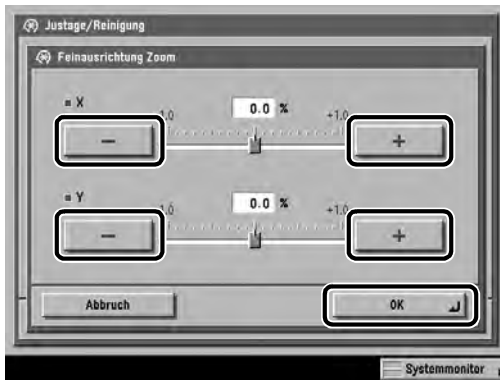 Justage/Reinigung
Feinausrichtung Zoom
X
-1.0 0.0 % +1.0
− +
Y
-1.0 0.0 % +1.0
− +
Abbruch OK
Systemmonitor